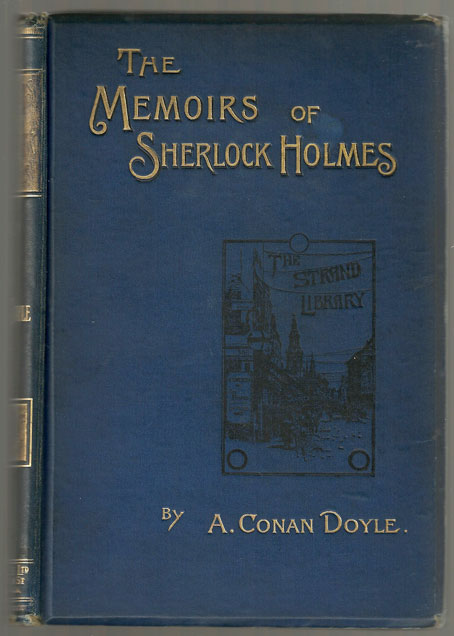 THE
MEMOIRS OF
SHERLOCK HOLMES
THE
STRAND
LIBRARY
BY A. CONAN DOYLE.